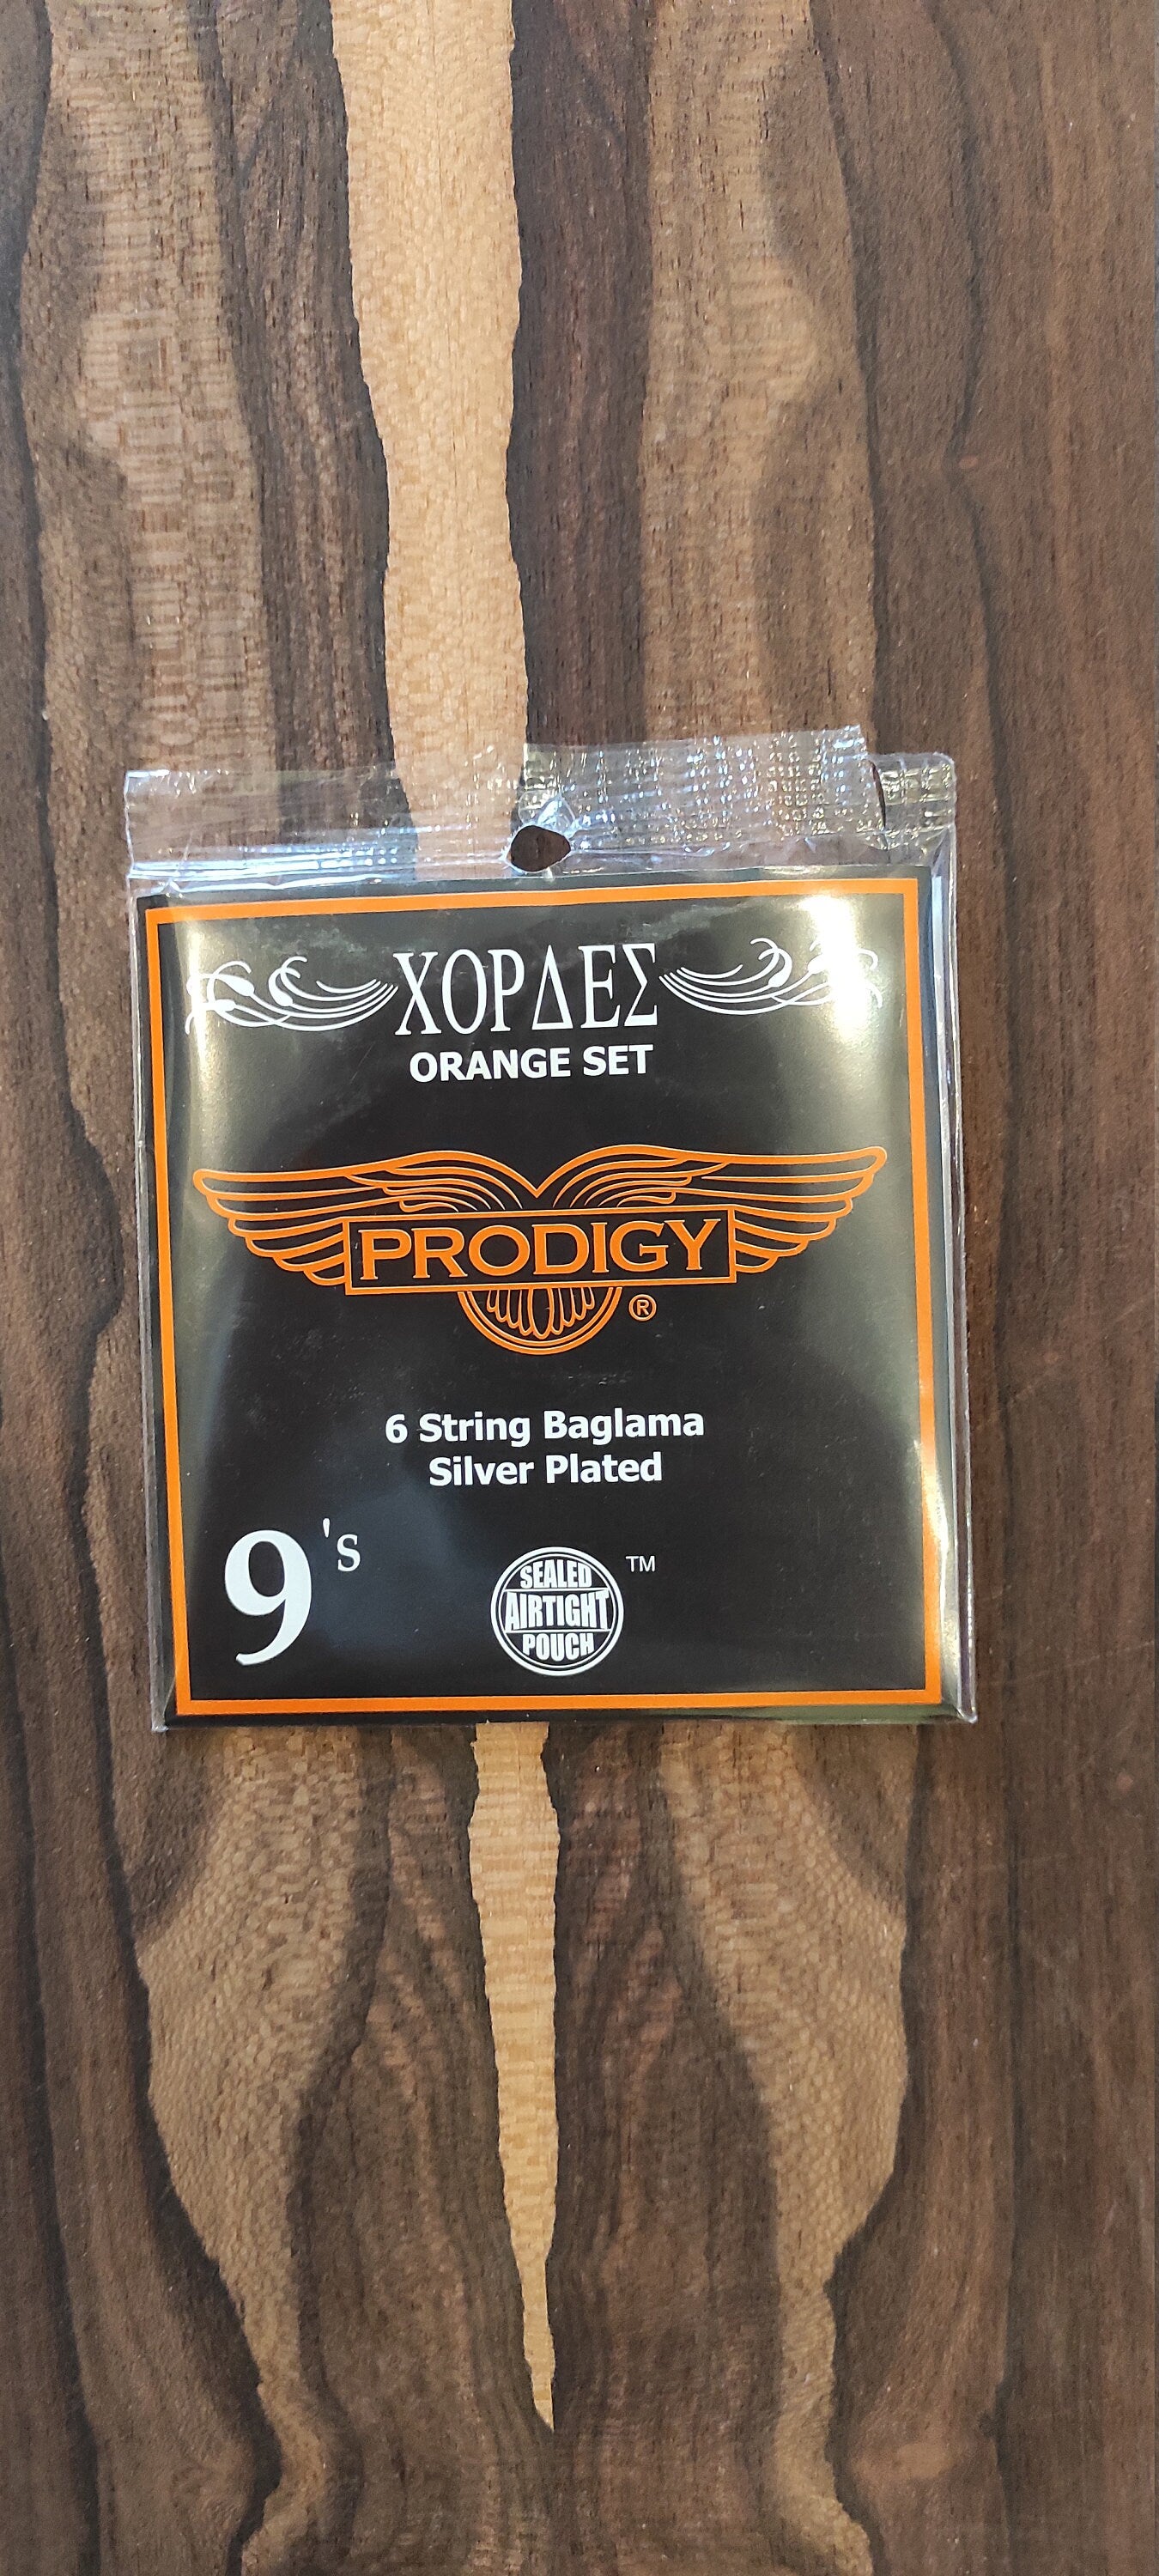 ΧΟΡΔΕΣ
ORANGE SET
PRODIGY
®
6 String Baglama
Silver Plated
9's
SEALED
AIRTIGHT
POUCH
TM